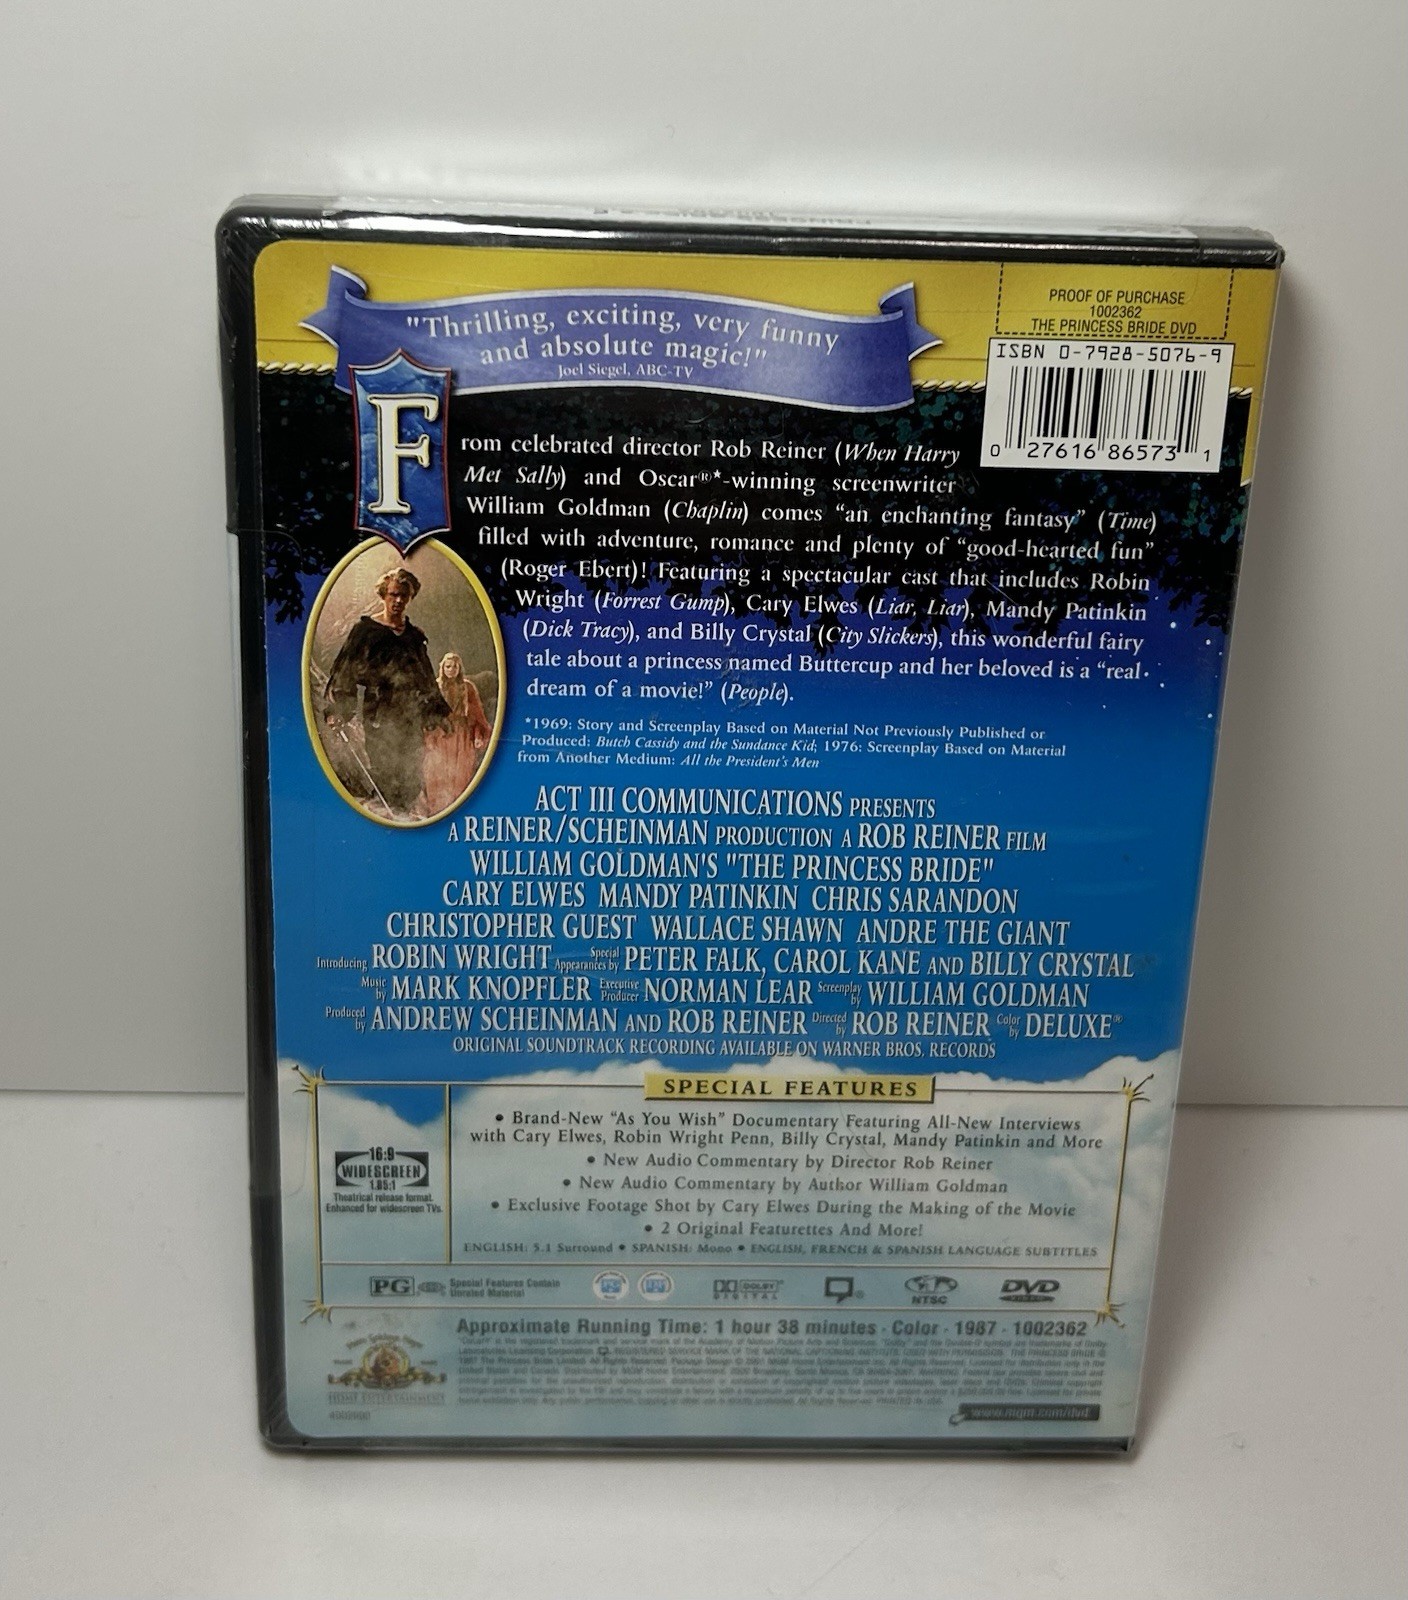 "Thrilling, exciting, very funny
and absolute magic!"
Joel Siegel, ABC-TV
PROOF OF PURCHASE
1002362
THE PRINCESS BRIDE DVD
ISBN 0-7928-5076-9
0 27616 86573 1
From celebrated director Rob Reiner (When Harry
Met Sally) and Oscar®*-winning screenwriter
William Goldman (Chaplin) comes “an enchanting fantasy” (Time)
filled with adventure, romance and plenty of “good-hearted fun”
(Roger Ebert)! Featuring a spectacular cast that includes Robin
Wright (Forrest Gump), Cary Elwes (Liar, Liar), Mandy Patinkin
(Dick Tracy), and Billy Crystal (City Slickers), this wonderful fairy
tale about a princess named Buttercup and her beloved is a “real
dream of a movie!” (People).
*1969: Story and Screenplay Based on Material Not Previously Published or
Produced: Butch Cassidy and the Sundance Kid; 1976: Screenplay Based on Material
from Another Medium: All the President's Men
ACT III COMMUNICATIONS PRESENTS
A REINER/SCHEINMAN PRODUCTION A ROB REINER FILM
WILLIAM GOLDMAN'S "THE PRINCESS BRIDE"
CARY ELWES MANDY PATINKIN CHRIS SARANDON
CHRISTOPHER GUEST WALLACE SHAWN ANDRE THE GIANT
Introducing ROBIN WRIGHT Special Appearances by PETER FALK, CAROL KANE AND BILLY CRYSTAL
Music by MARK KNOPFLER Executive Producer NORMAN LEAR Screenplay by WILLIAM GOLDMAN
Produced by ANDREW SCHEINMAN AND ROB REINER Directed by ROB REINER Color by DELUXE®
ORIGINAL SOUNDTRACK RECORDING AVAILABLE ON WARNER BROS. RECORDS
SPECIAL FEATURES
• Brand-New “As You Wish” Documentary Featuring All-New Interviews
with Cary Elwes, Robin Wright Penn, Billy Crystal, Mandy Patinkin and More
• New Audio Commentary by Director Rob Reiner
• New Audio Commentary by Author William Goldman
• Exclusive Footage Shot by Cary Elwes During the Making of the Movie
• 2 Original Featurettes And More!
ENGLISH: 5.1 Surround • SPANISH: Mono • ENGLISH, FRENCH & SPANISH LANGUAGE SUBTITLES
16:9
WIDESCREEN
1.85:1
Theatrical release format.
Enhanced for widescreen TVs.
PG Special Features Contain
Unrated Material
DOLBY
DIGITAL
NTSC
DVD
VIDEO
Approximate Running Time: 1 hour 38 minutes · Color · 1987 · 1002362
HOME ENTERTAINMENT
www.mgm.com/dvd